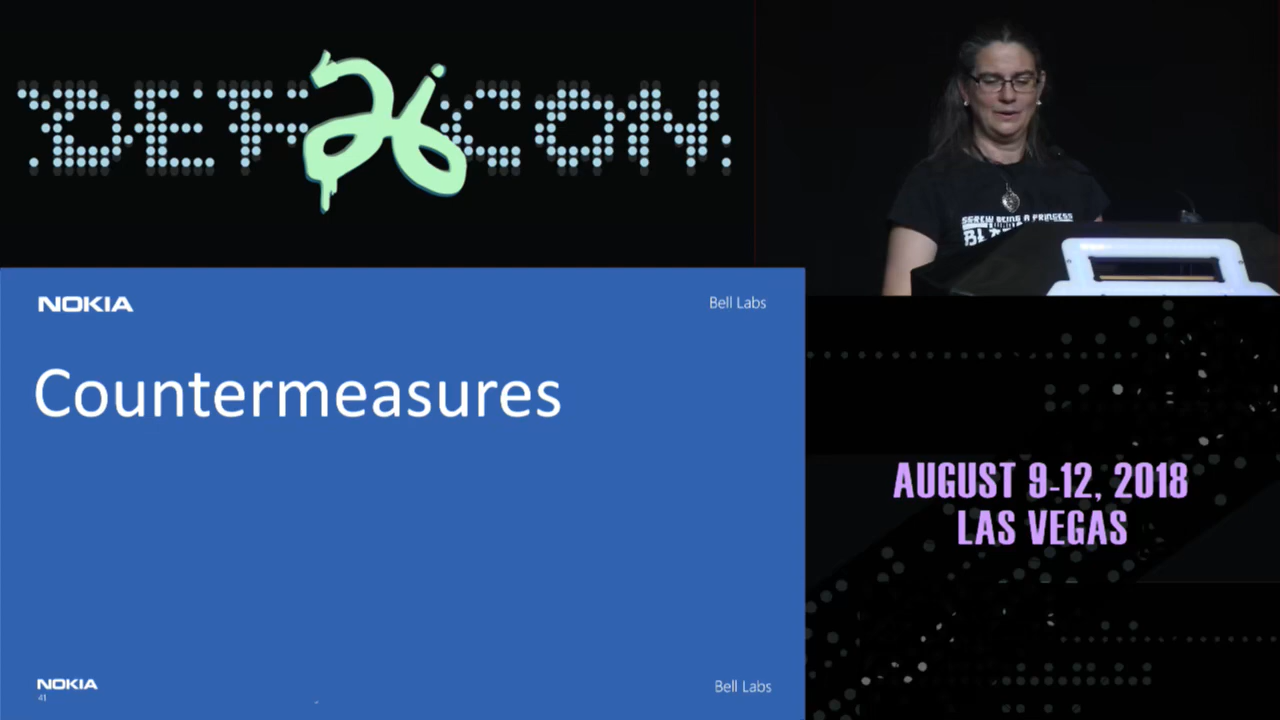 DEF 26 CON
SCREW BEING A PRINCESS
NOKIA
Bell Labs
Countermeasures
AUGUST 9-12, 2018
LAS VEGAS
NOKIA
41
Bell Labs